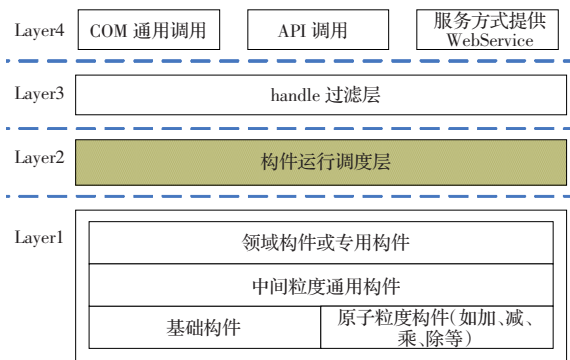 Layer4
COM 通用调用
API 调用
服务方式提供
WebService
Layer3
handle 过滤层
Layer2
构件运行调度层
Layer1
领域构件或专用构件
中间粒度通用构件
基础构件
原子粒度构件(如加、减、
乘、除等)